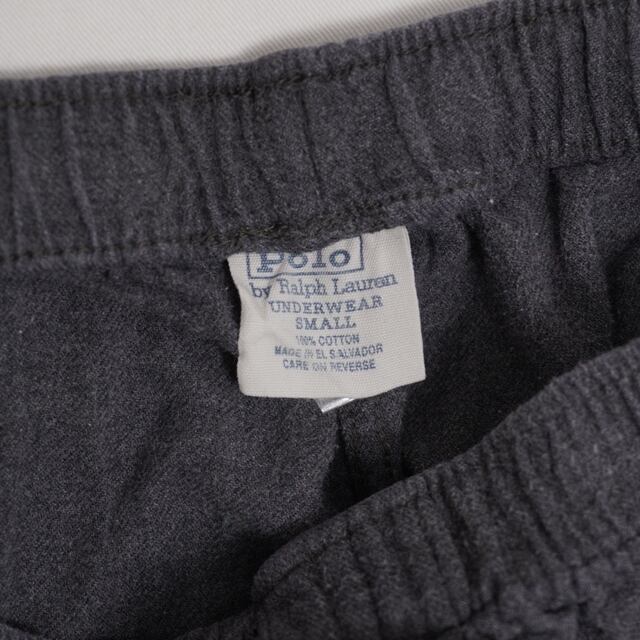 Polo
by Ralph Lauren
UNDERWEAR
SMALL
100% COTTON
MADE IN EL SALVADOR
CARE ON REVERSE